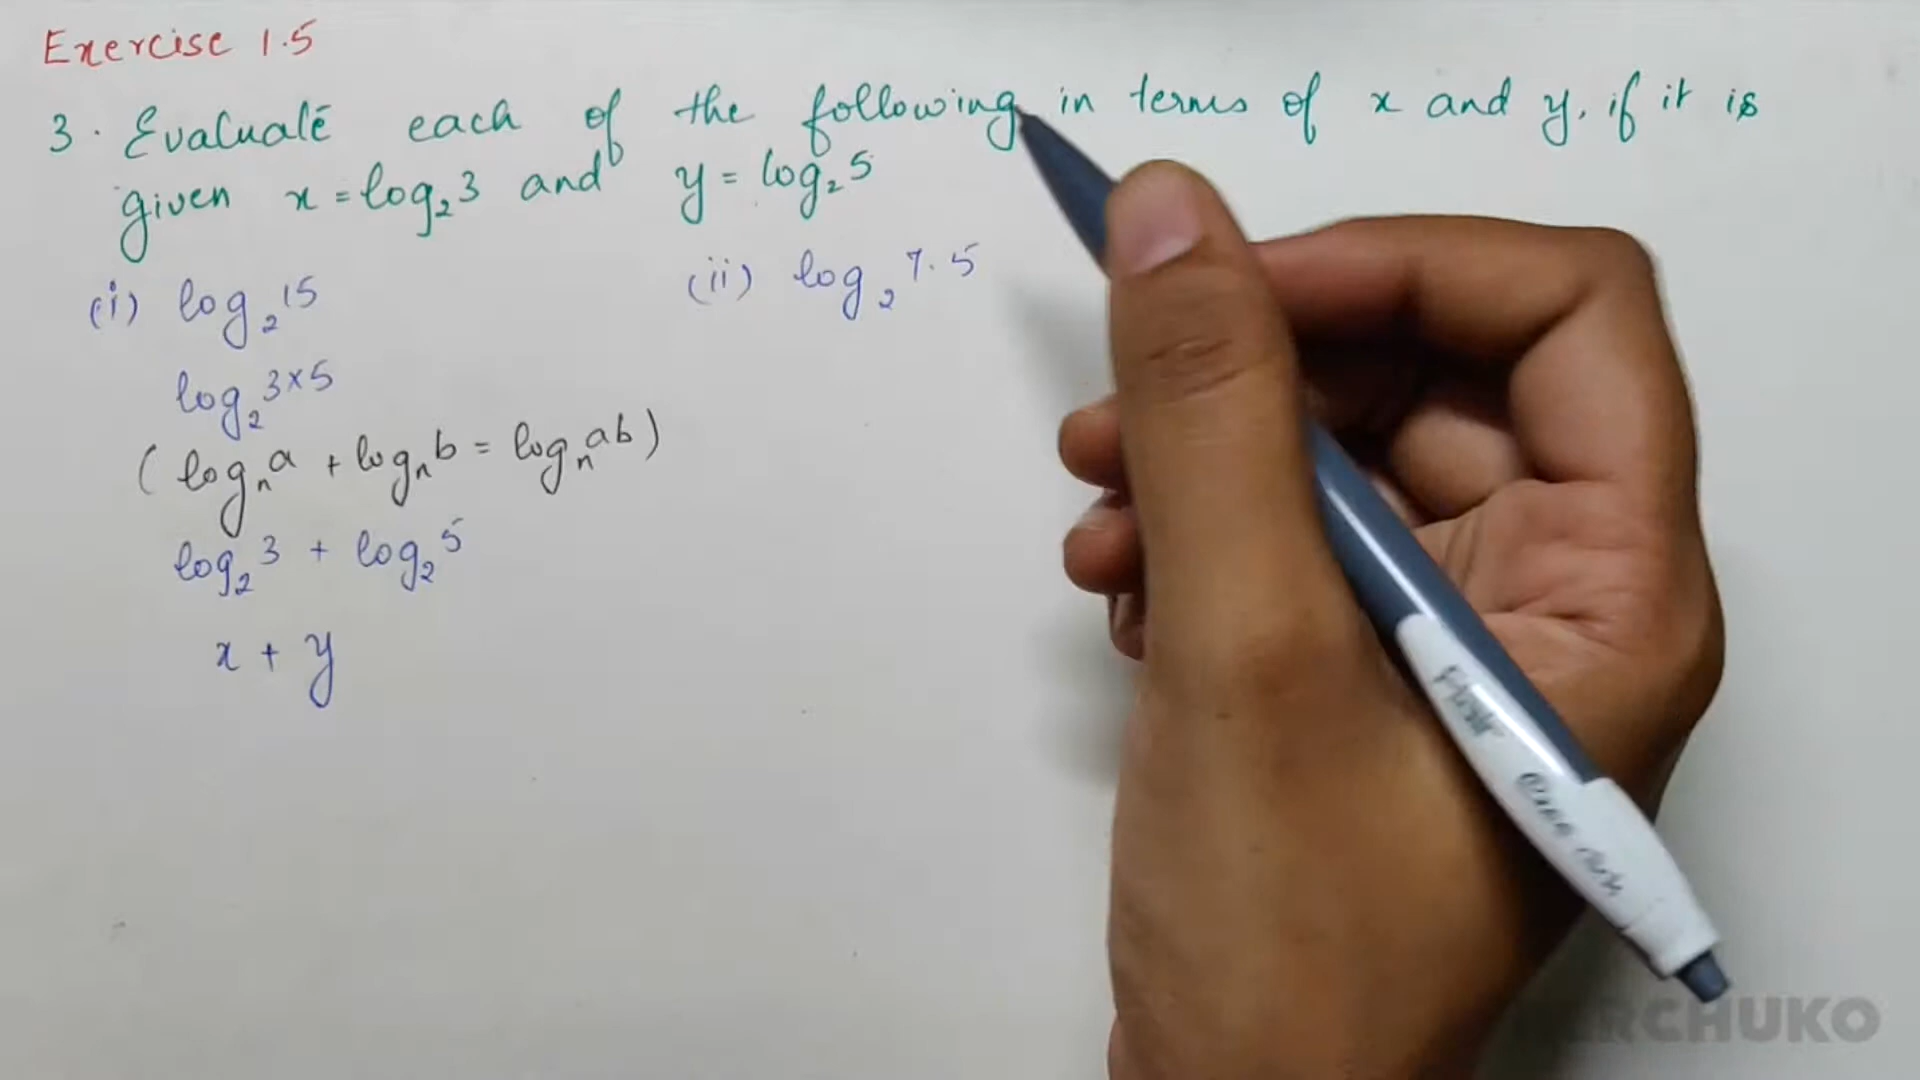 Exercise 1.5
3. Evaluate each of the following in terms of x and y, if it is
given x = log₂3 and y = log₂5
(i) log₂15
(ii) log₂7.5
log₂3×5
(logₙa + logₙb = logₙab)
log₂3 + log₂5
x + y
Flair